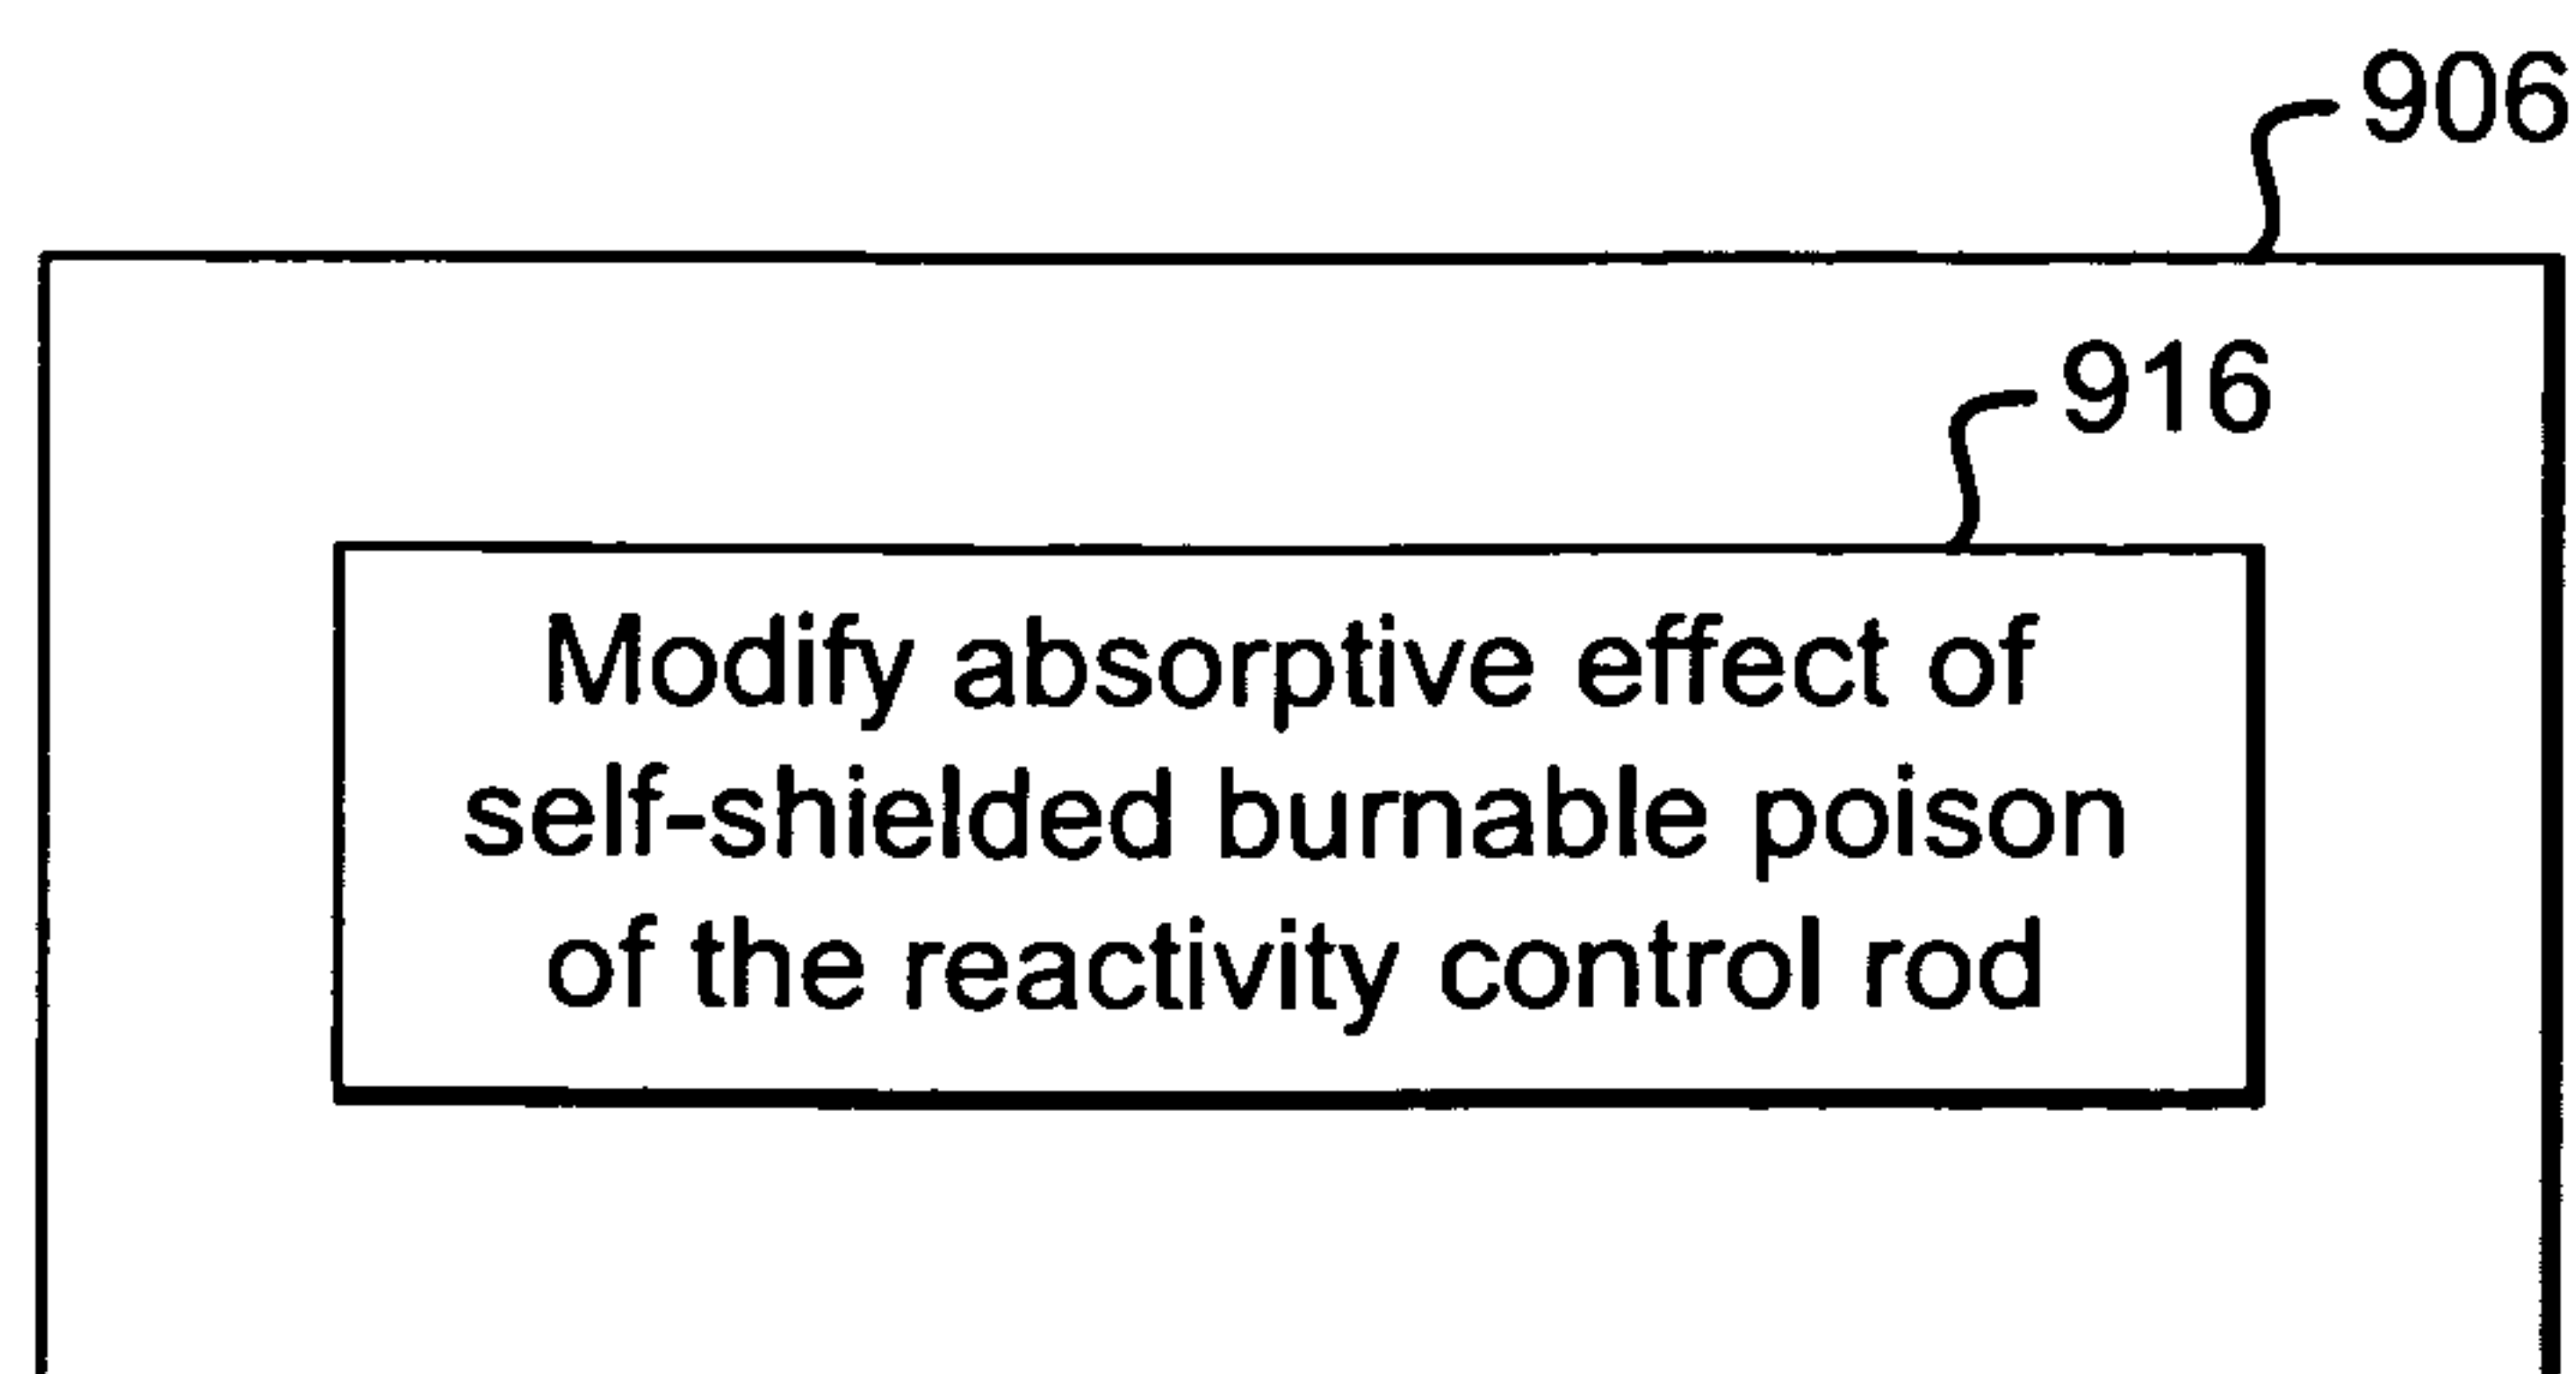 906
916
Modify absorptive effect of
self-shielded burnable poison
of the reactivity control rod